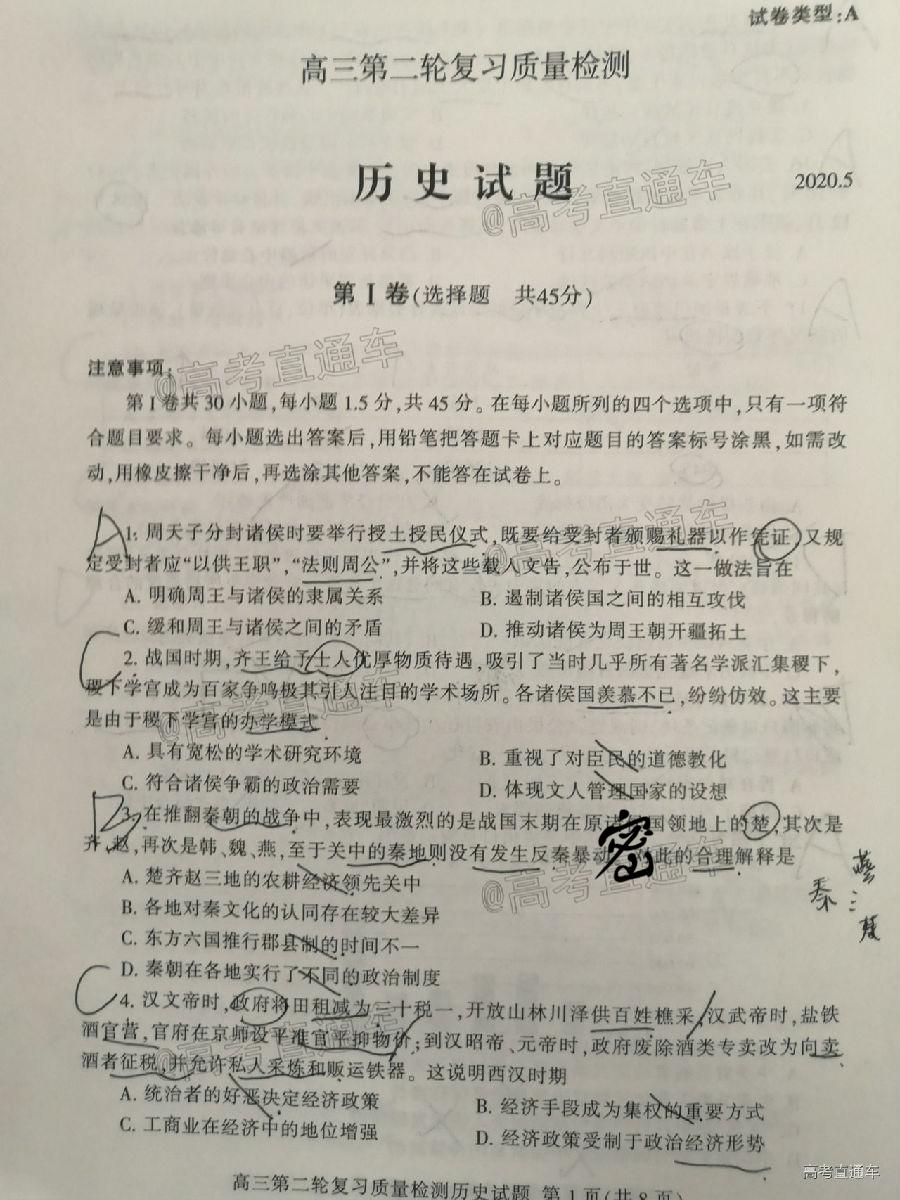 试卷类型:A
高三第二轮复习质量检测
历史试题
2020.5
@高考直通车
第Ⅰ卷(选择题 共45分)
注意事项:
@高考直通车
第Ⅰ卷共30小题,每小题1.5分,共45分。在每小题所列的四个选项中,只有一项符
合题目要求。每小题选出答案后,用铅笔把答题卡上对应题目的答案标号涂黑,如需改
动,用橡皮擦干净后,再选涂其他答案,不能答在试卷上。
A
1. 周天子分封诸侯时要举行授土授民仪式,既要给受封者颁赐礼器以作凭证,又规
定受封者应“以供王职”,“法则周公”,并将这些载入文告,公布于世。这一做法旨在
@高考直通车
A. 明确周王与诸侯的隶属关系 B. 遏制诸侯国之间的相互攻伐
C. 缓和周王与诸侯之间的矛盾 D. 推动诸侯为周王朝开疆拓土
C
2. 战国时期,齐王给予士人优厚物质待遇,吸引了当时几乎所有著名学派汇集稷下,
稷下学宫成为百家争鸣极其引人注目的学术场所。各诸侯国羡慕不已,纷纷仿效。这主要
是由于稷下学宫的办学模式
@高考直通车
A. 具有宽松的学术研究环境 B. 重视了对臣民的道德教化
C. 符合诸侯争霸的政治需要 D. 体现文人管理国家的设想
B
3. 在推翻秦朝的战争中,表现最激烈的是战国末期在原诸国领地上的楚,其次是
齐、赵,再次是韩、魏、燕,至于关中的秦地则没有发生反秦暴动。此的合理解释是
密
@高考直通车
秦
A. 楚齐赵三地的农耕经济领先关中
B. 各地对秦文化的认同存在较大差异
C. 东方六国推行郡县制的时间不一
D. 秦朝在各地实行了不同的政治制度
C
4. 汉文帝时,政府将田租减为三十税一,开放山林川泽供百姓樵采;汉武帝时,盐铁
酒官营,官府在京师设平准官平抑物价;到汉昭帝、元帝时,政府废除酒类专卖改为向卖
酒者征税,并允许私人采炼和贩运铁器。这说明西汉时期
@高考直通车
A. 统治者的好恶决定经济政策 B. 经济手段成为集权的重要方式
C. 工商业在经济中的地位增强 D. 经济政策受制于政治经济形势
高三第二轮复习质量检测历史试题 第1页(共8页)
高考直通车